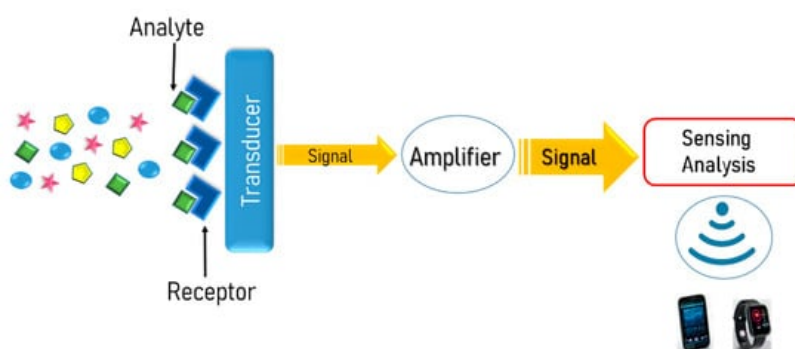 Analyte
Transducer
Signal
Amplifier
Signal
Sensing
Analysis
Receptor